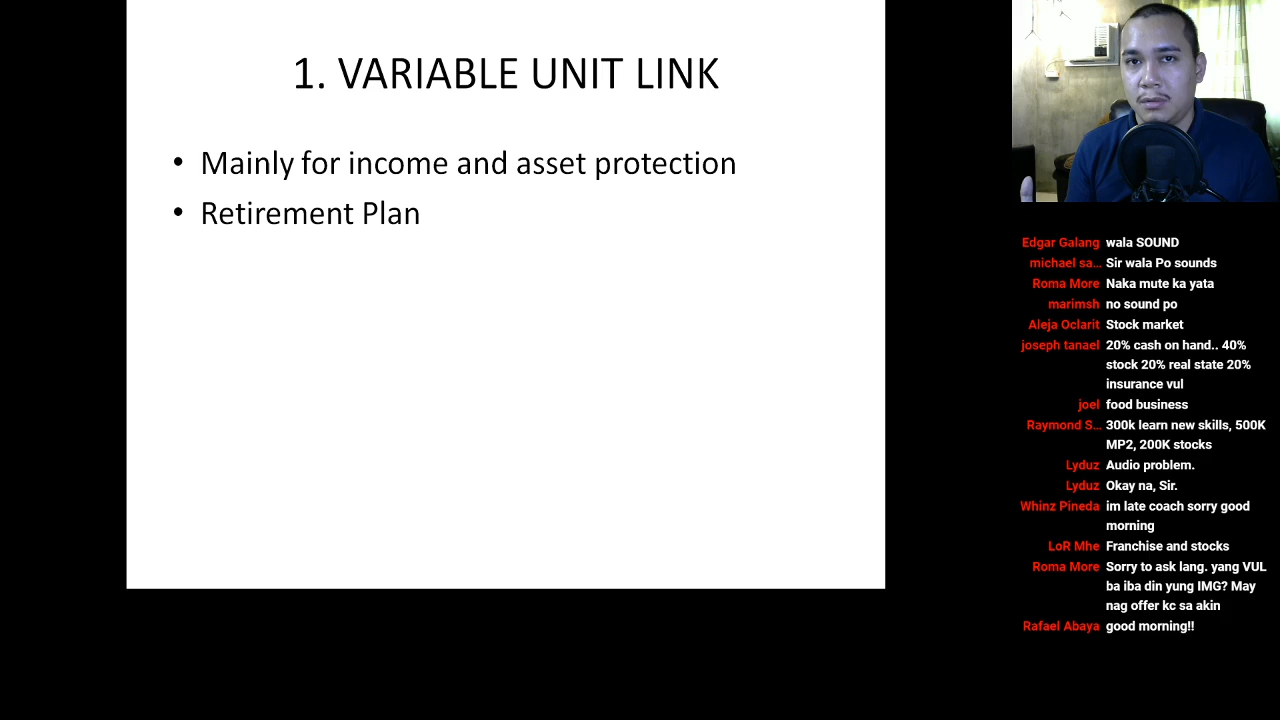 1. VARIABLE UNIT LINK
• Mainly for income and asset protection
• Retirement Plan
Edgar Galang wala SOUND
michael sa... Sir wala Po sounds
Roma More Naka mute ka yata
marimsh no sound po
Aleja Oclarit Stock market
joseph tanael 20% cash on hand.. 40%
stock 20% real state 20%
insurance vul
joel food business
Raymond S... 300k learn new skills, 500K
MP2, 200K stocks
Lyduz Audio problem.
Lyduz Okay na, Sir.
Whinz Pineda im late coach sorry good
morning
LoR Mhe Franchise and stocks
Roma More Sorry to ask lang. yang VUL
ba iba din yung IMG? May
nag offer kc sa akin
Rafael Abaya good morning!!